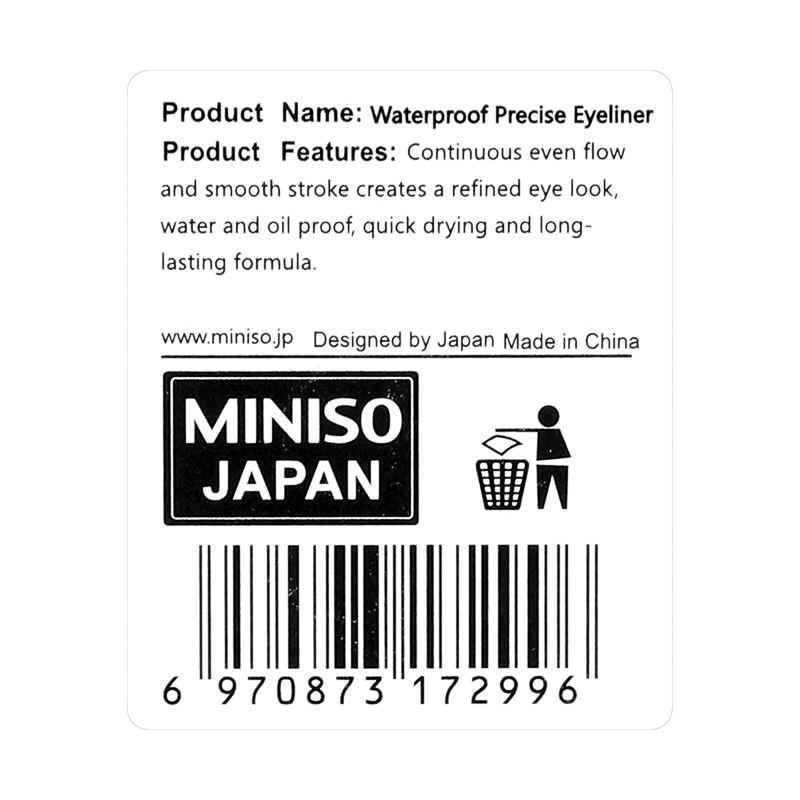 Product Name: Waterproof Precise Eyeliner
Product Features: Continuous even flow
and smooth stroke creates a refined eye look,
water and oil proof, quick drying and long-
lasting formula.
www.miniso.jp Designed by Japan Made in China
MINISO
JAPAN
6 970873 172996